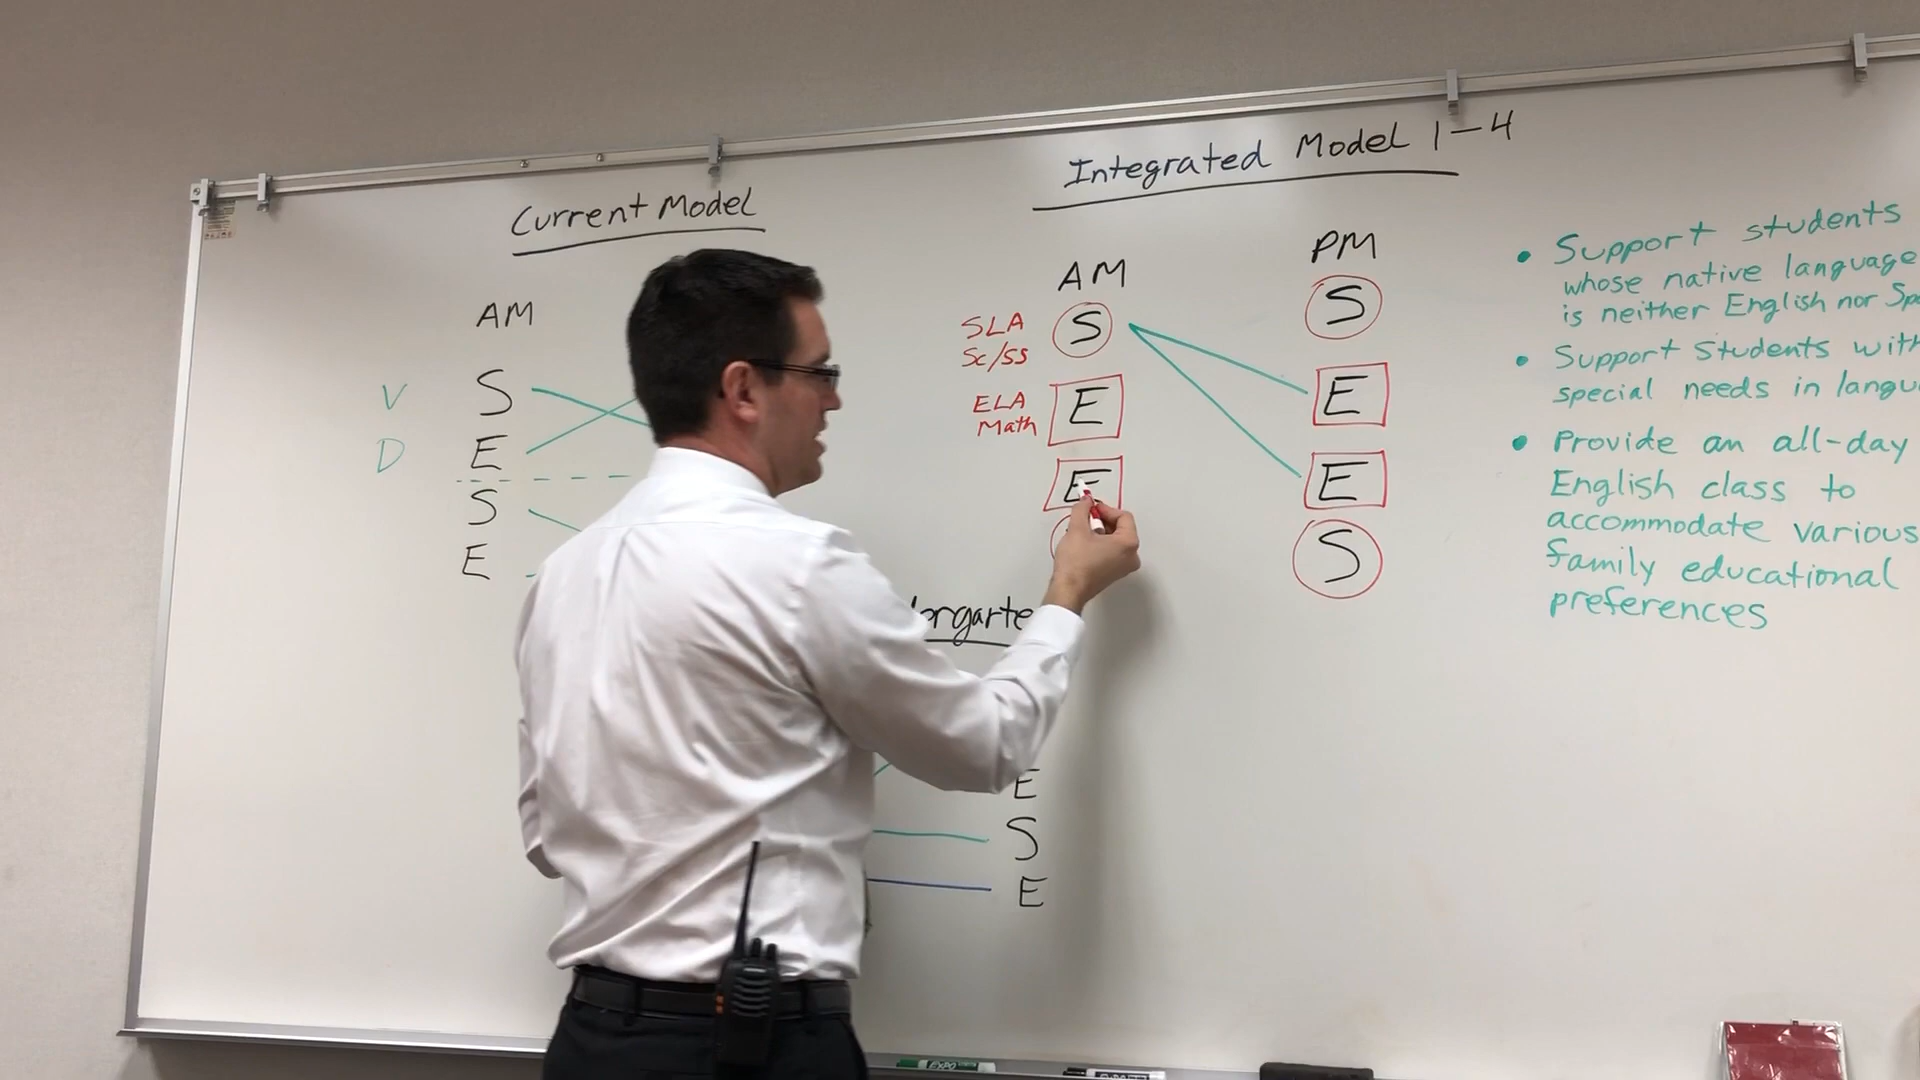 Current Model
AM
V S
D E
S
E
Integrated Model 1-4
AM
SLA S
Sc/SS
ELA E
Math
E
PM
S
E
E
S
• Support students
whose native language
is neither English nor
• Support Students
special needs in
• Provide an all-day
English class to
accommodate various
family educational
preferences
E
S
E
EXPO